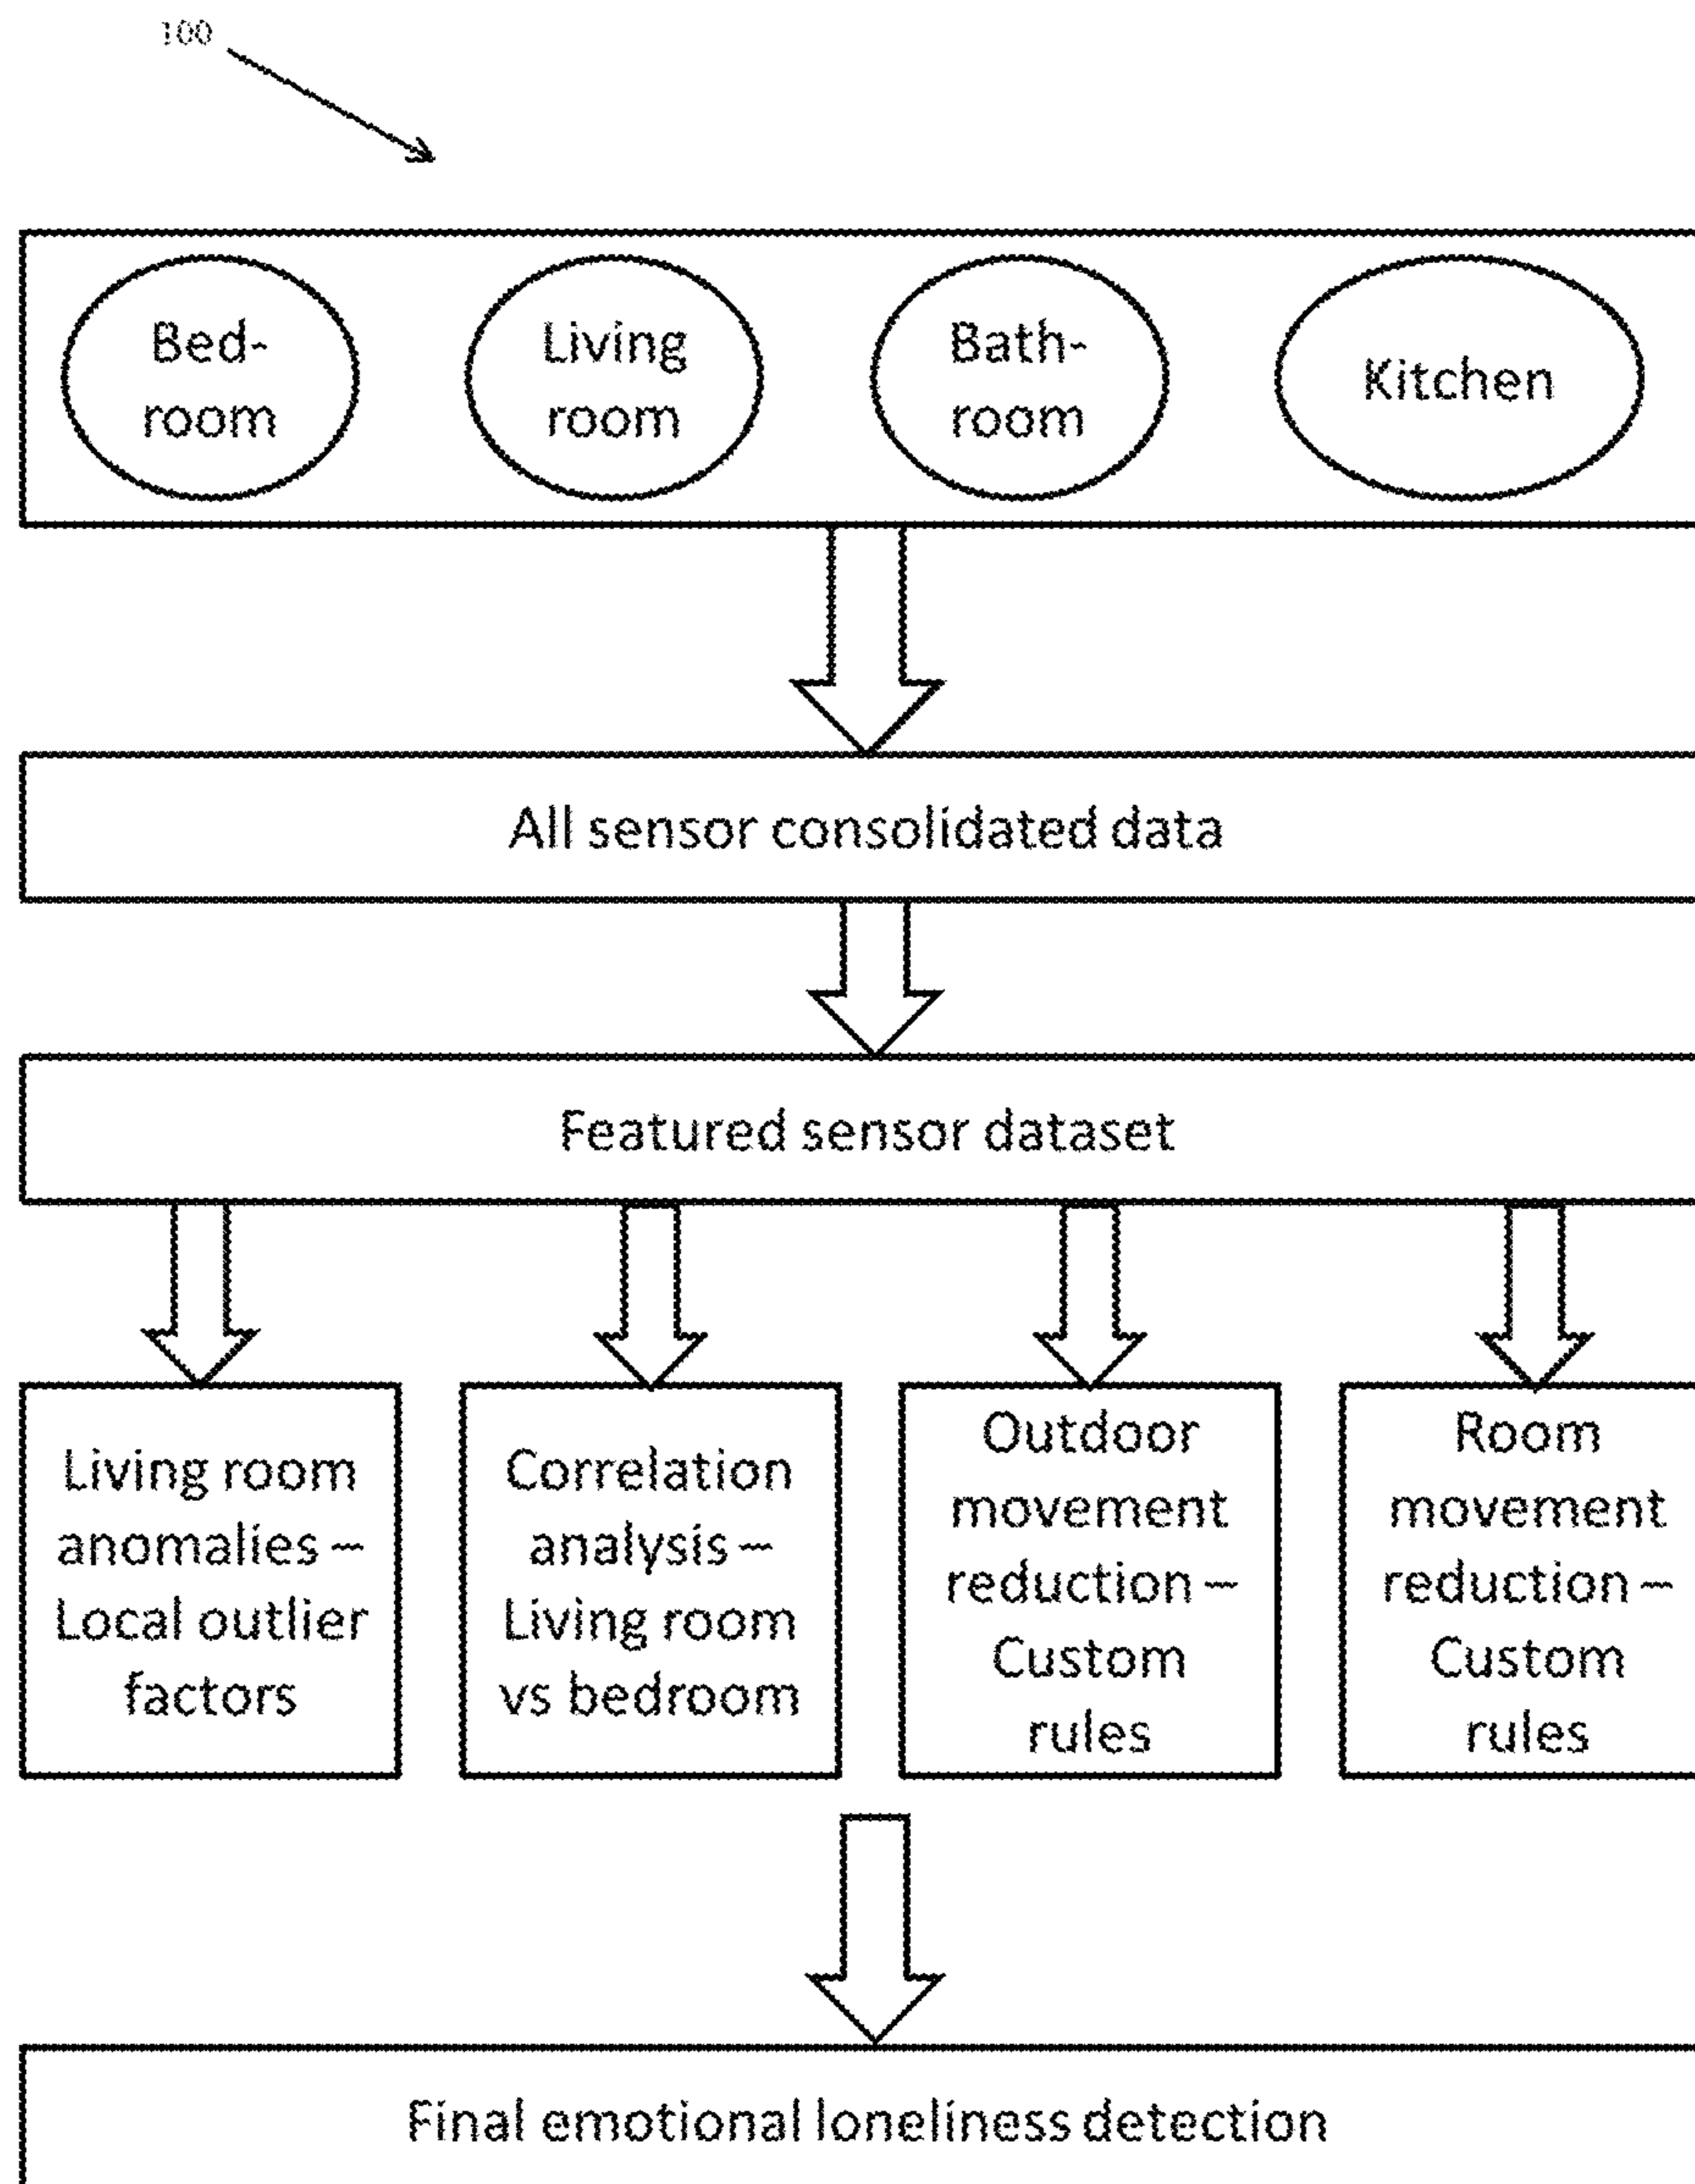 100
Bed-
room
Living
room
Bath-
room
Kitchen
All sensor consolidated data
Featured sensor dataset
Living room
anomalies –
Local outlier
factors
Correlation
analysis –
Living room
vs bedroom
Outdoor
movement
reduction –
Custom
rules
Room
movement
reduction –
Custom
rules
Final emotional loneliness detection